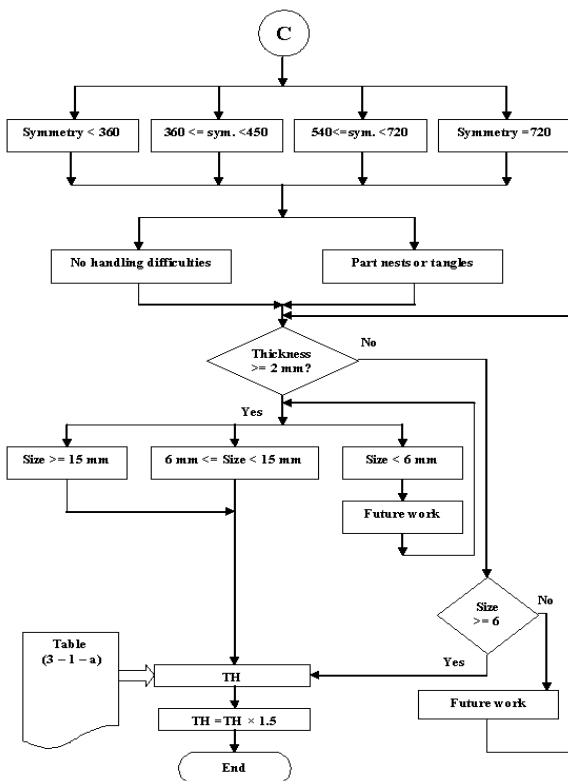 C
Symmetry < 360
360 <= sym. <450
540<=sym. <720
Symmetry =720
No handling difficulties
Part nests or tangles
Thickness
>= 2 mm?
No
Yes
Size >= 15 mm
6 mm <= Size < 15 mm
Size < 6 mm
Future work
Size
>= 6
No
Yes
Table
(3 – 1 – a)
TH
Future work
TH =TH × 1.5
End